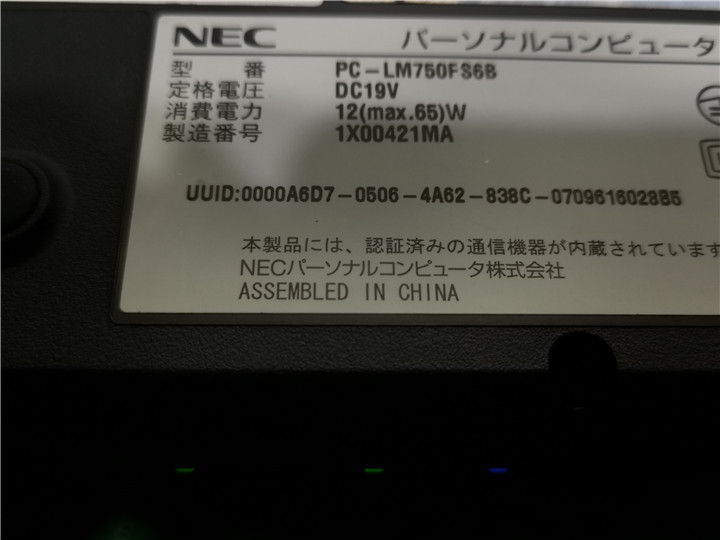 NEC パーソナルコンピュータ
型 番 PC-LM750FS6B
定格電圧 DC19V
消費電力 12(max.65)W
製造番号 1X00421MA
UUID:0000A6D7-0506-4A62-838C-0709616028B5
本製品には、認証済みの通信機器が内蔵されています
NECパーソナルコンピュータ株式会社
ASSEMBLED IN CHINA